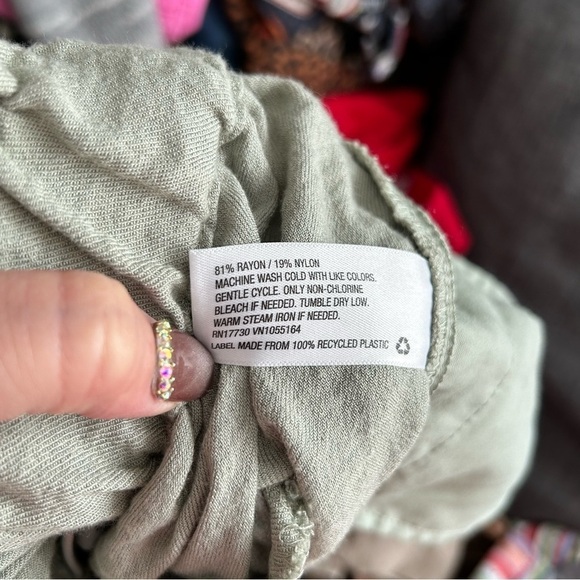 81% RAYON / 19% NYLON
MACHINE WASH COLD WITH LIKE COLORS.
GENTLE CYCLE. ONLY NON-CHLORINE
BLEACH IF NEEDED. TUMBLE DRY LOW.
WARM STEAM IRON IF NEEDED.
RN17730 VN1055164
LABEL MADE FROM 100% RECYCLED PLASTIC